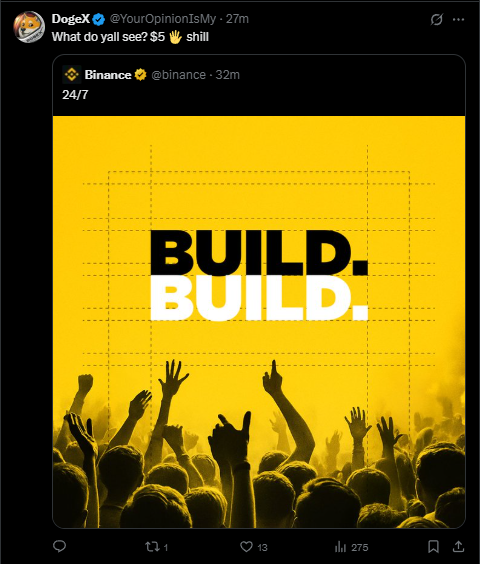 DogeX @YourOpinionIsMy · 27m
What do yall see? $5 🖐 shill
Binance @binance · 32m
24/7
BUILD.
BUILD.
1
13
275